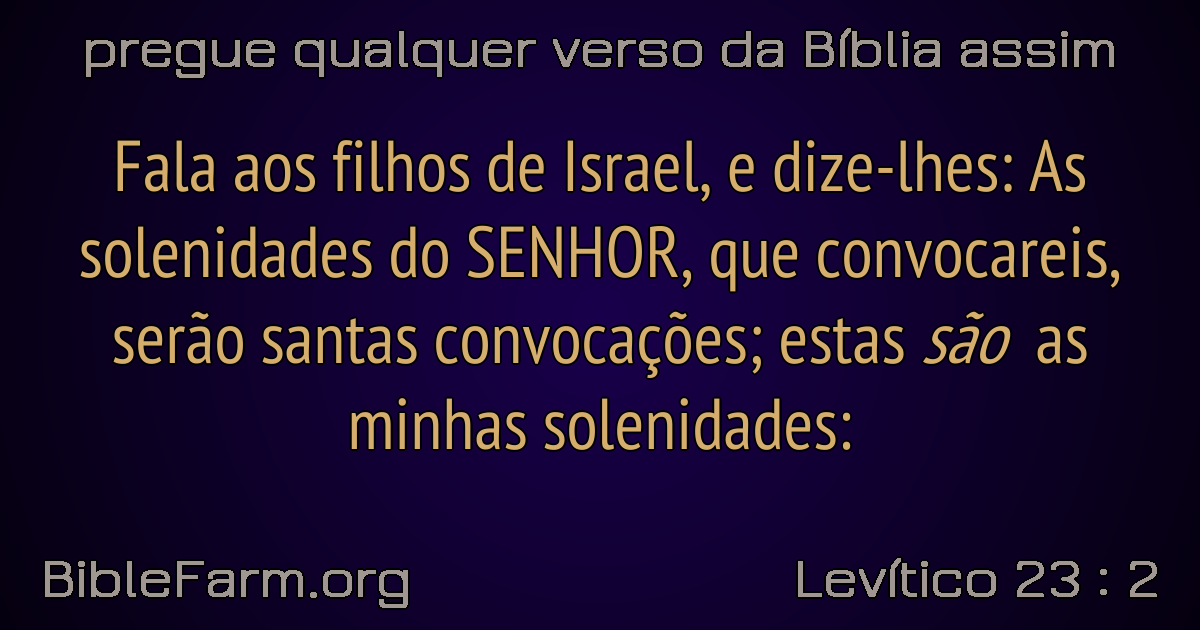 pregue qualquer verso da Bíblia assim
Fala aos filhos de Israel, e dize-lhes: As
solenidades do SENHOR, que convocareis,
serão santas convocações; estas são as
minhas solenidades:
BibleFarm.org
Levítico 23 : 2